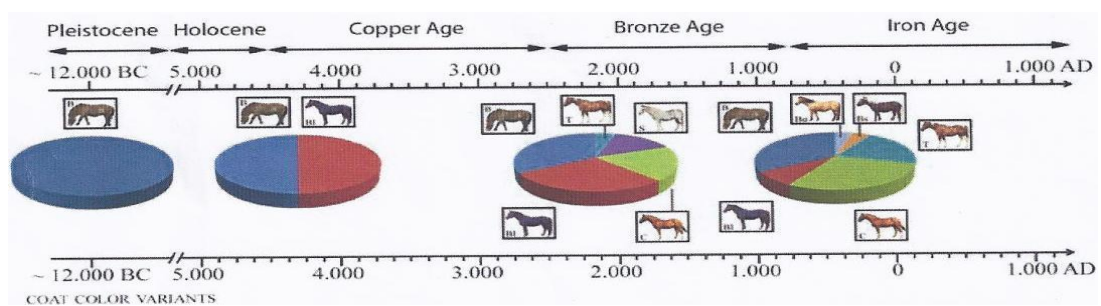 Pleistocene Holocene Copper Age Bronze Age Iron Age
~ 12.000 BC 5.000 4.000 3.000 2.000 1.000 0 1.000 AD
B B Bl B T S B T
Bl C Bl C
~ 12.000 BC 5.000 4.000 3.000 2.000 1.000 0 1.000 AD
COAT COLOR VARIANTS